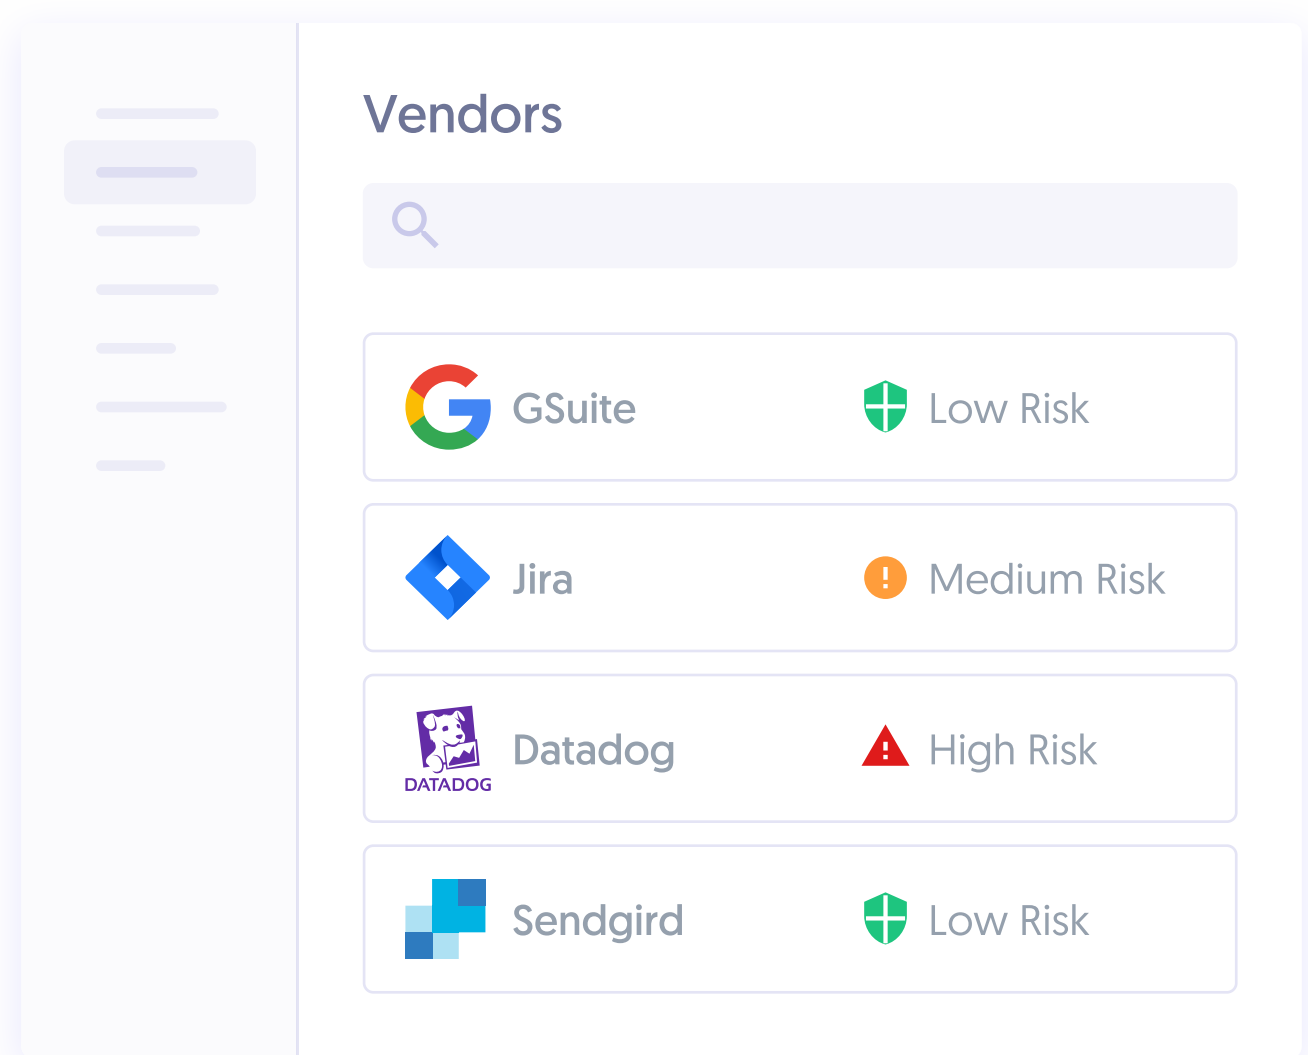 Vendors
GSuite
Low Risk
Jira
Medium Risk
DATADOG
Datadog
High Risk
Sendgird
Low Risk